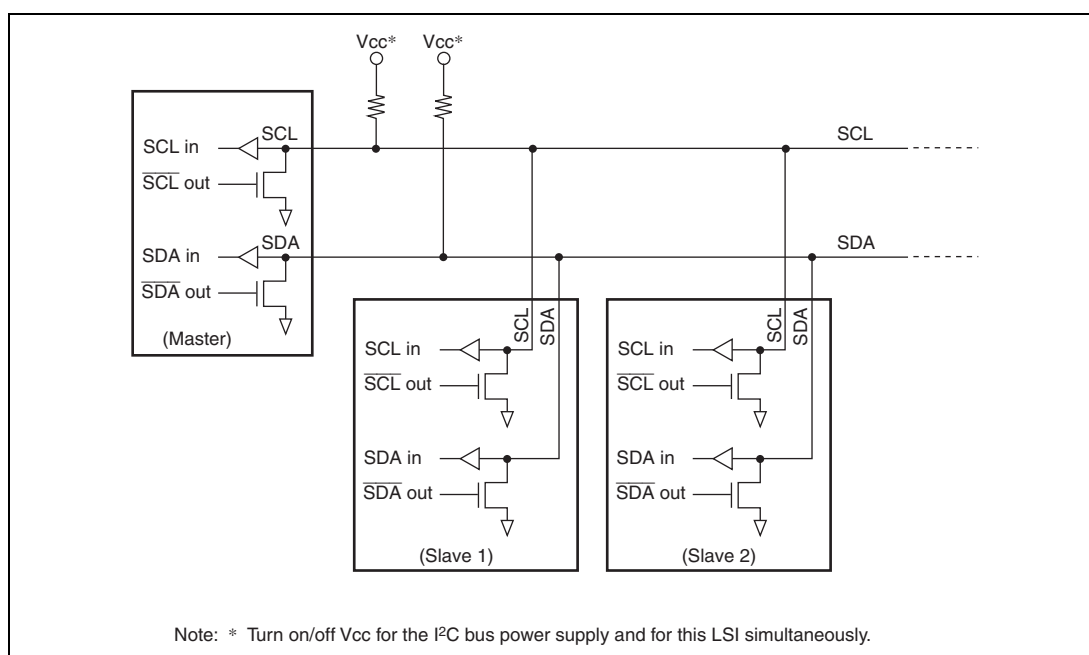 Vcc* Vcc*
SCL SCL
SCL in
SCL out
SDA SDA
SDA in
SDA out
(Master)
SCL SDA SCL SDA
SCL in SCL in
SCL out SCL out
SDA in SDA in
SDA out SDA out
(Slave 1) (Slave 2)
Note: * Turn on/off Vcc for the I²C bus power supply and for this LSI simultaneously.